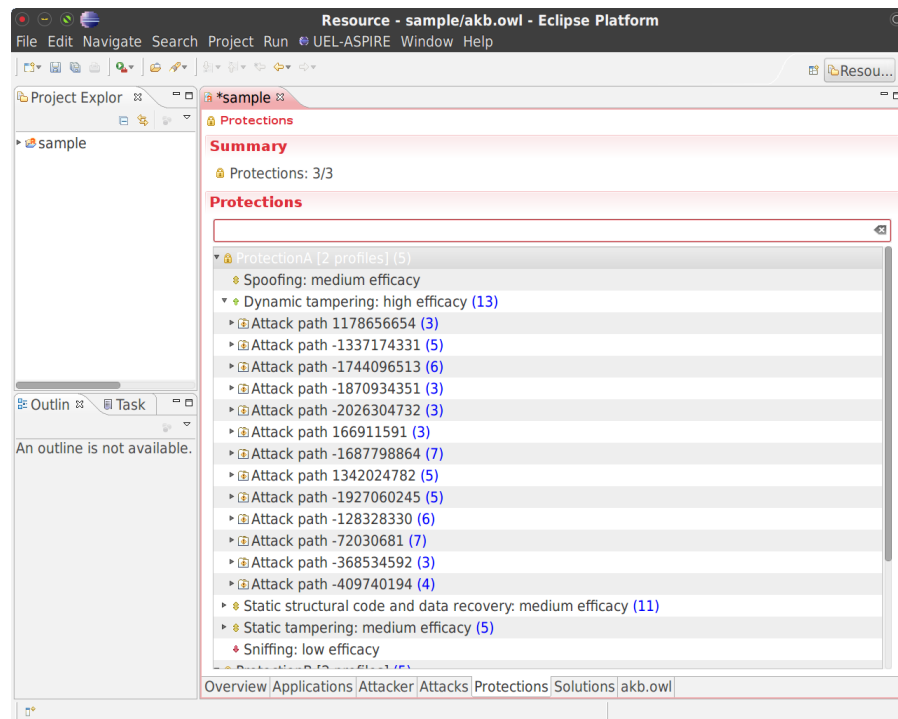 Resource - sample/akb.owl - Eclipse Platform
File Edit Navigate Search Project Run UEL-ASPIRE Window Help
Resou...
Project Explor
*sample
Protections
sample
Summary
Protections: 3/3
Protections
ProtectionA [2 profiles] (5)
Spoofing: medium efficacy
Dynamic tampering: high efficacy (13)
Attack path 1178656654 (3)
Attack path -1337174331 (5)
Attack path -1744096513 (6)
Attack path -1870934351 (3)
Attack path -2026304732 (3)
Attack path 166911591 (3)
Attack path -1687798864 (7)
Attack path 1342024782 (5)
Attack path -1927060245 (5)
Attack path -128328330 (6)
Attack path -72030681 (7)
Attack path -368534592 (3)
Attack path -409740194 (4)
Static structural code and data recovery: medium efficacy (11)
Static tampering: medium efficacy (5)
Sniffing: low efficacy
ProtectionB [2 profiles] (5)
Outlin
Task
An outline is not available.
Overview Applications Attacker Attacks Protections Solutions akb.owl